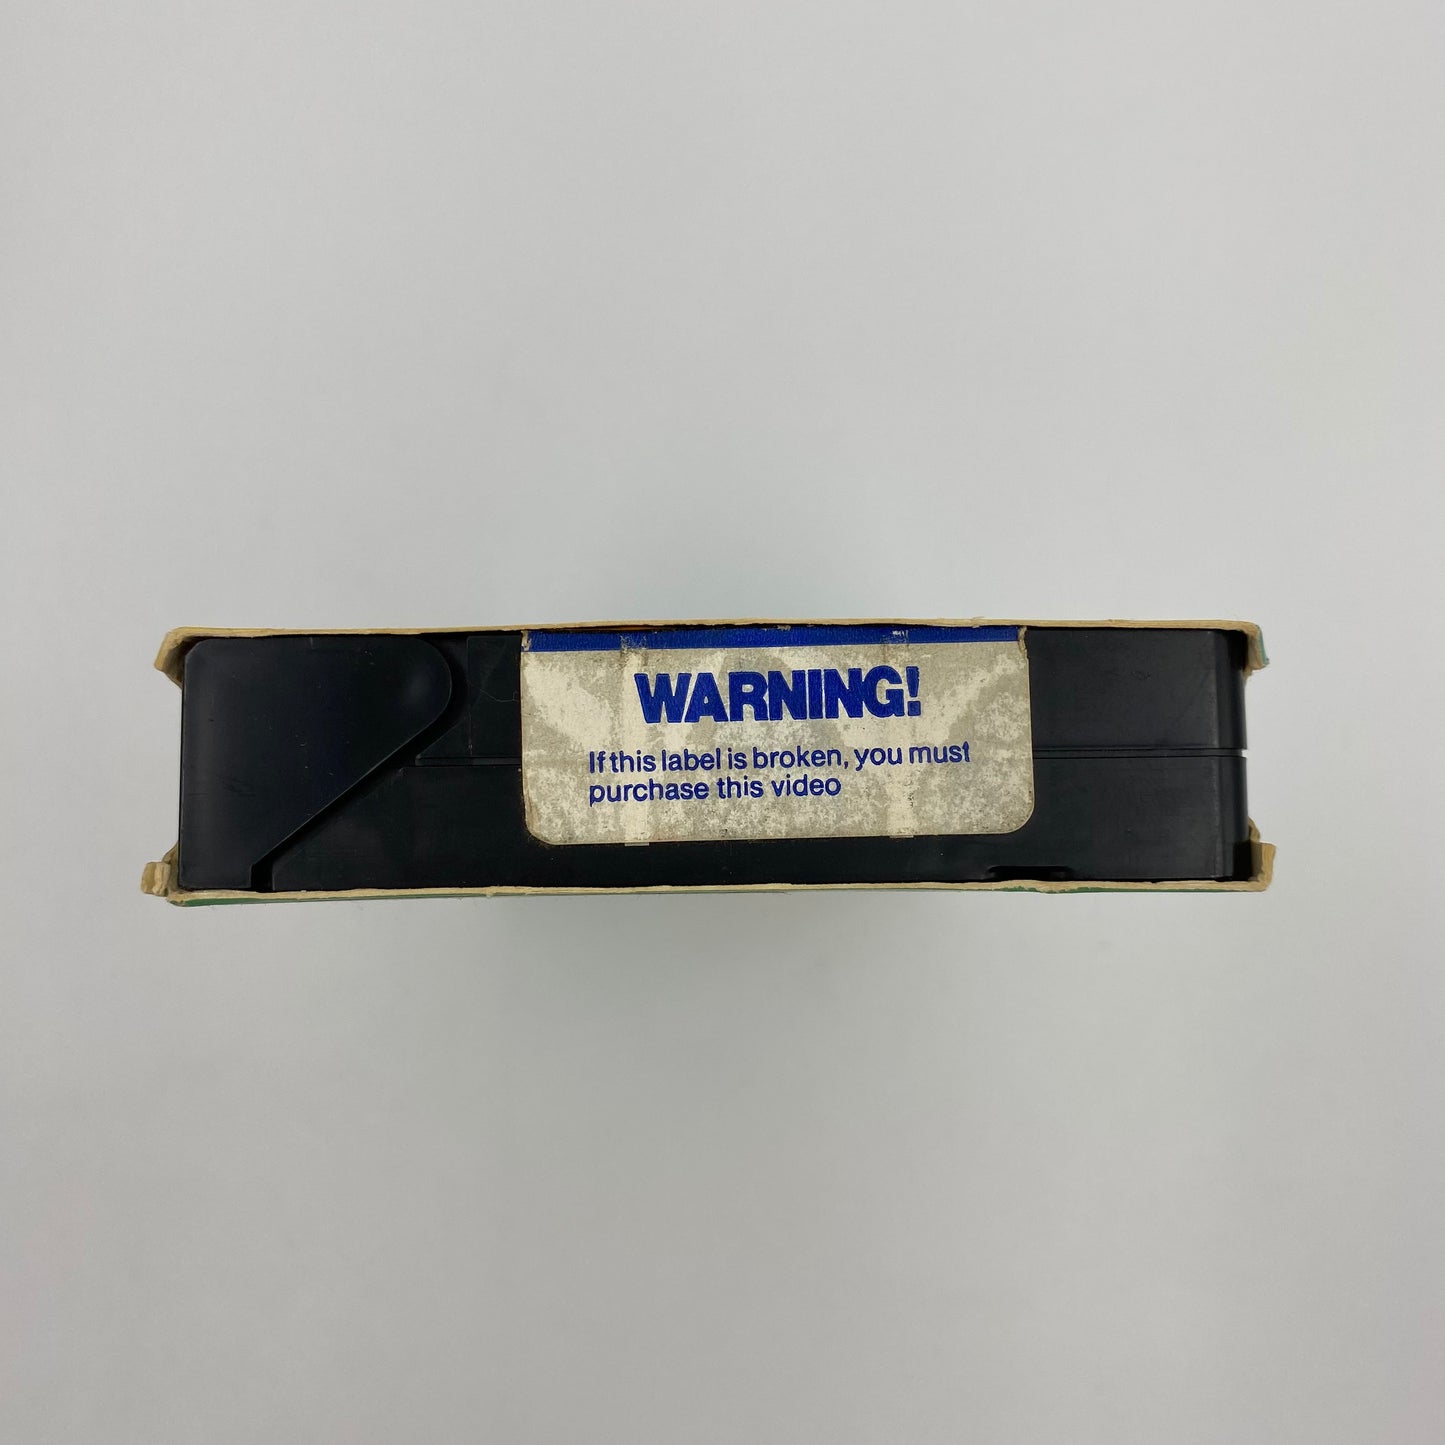 WARNING!
If this label is broken, you must
purchase this video